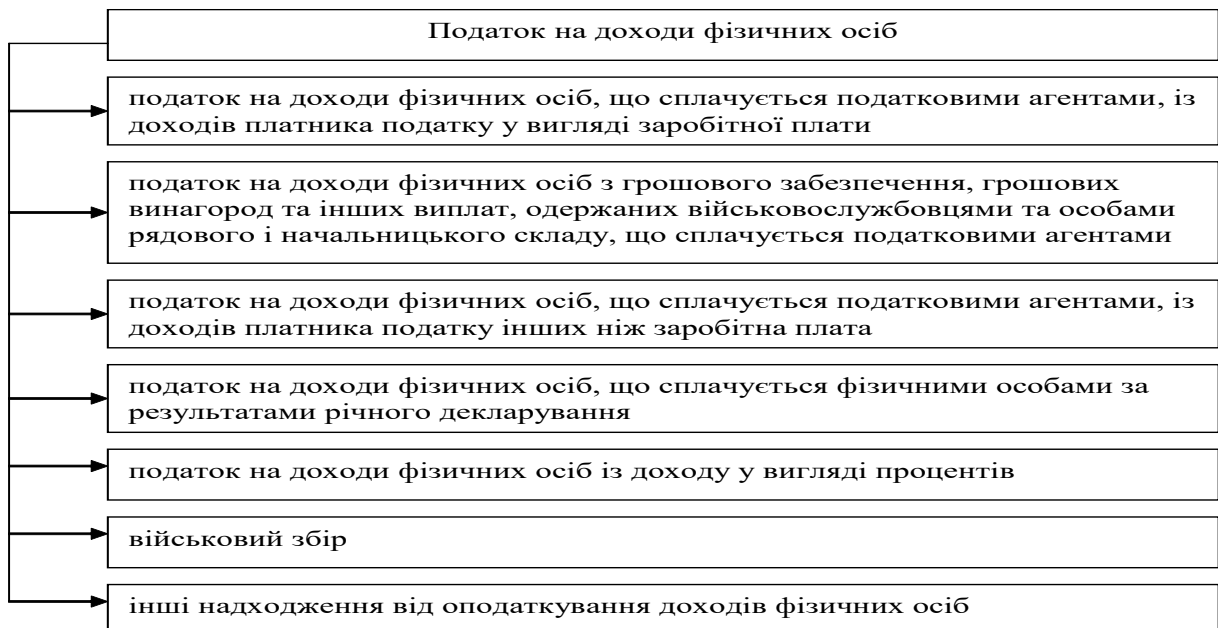 Податок на доходи фізичних осіб
податок на доходи фізичних осіб, що сплачується податковими агентами, із
доходів платника податку у вигляді заробітної плати
податок на доходи фізичних осіб з грошового забезпечення, грошових
винагород та інших виплат, одержаних військовослужбовцями та особами
рядового і начальницького складу, що сплачується податковими агентами
податок на доходи фізичних осіб, що сплачується податковими агентами, із
доходів платника податку інших ніж заробітна плата
податок на доходи фізичних осіб, що сплачується фізичними особами за
результатами річного декларування
податок на доходи фізичних осіб із доходу у вигляді процентів
військовий збір
інші надходження від оподаткування доходів фізичних осіб